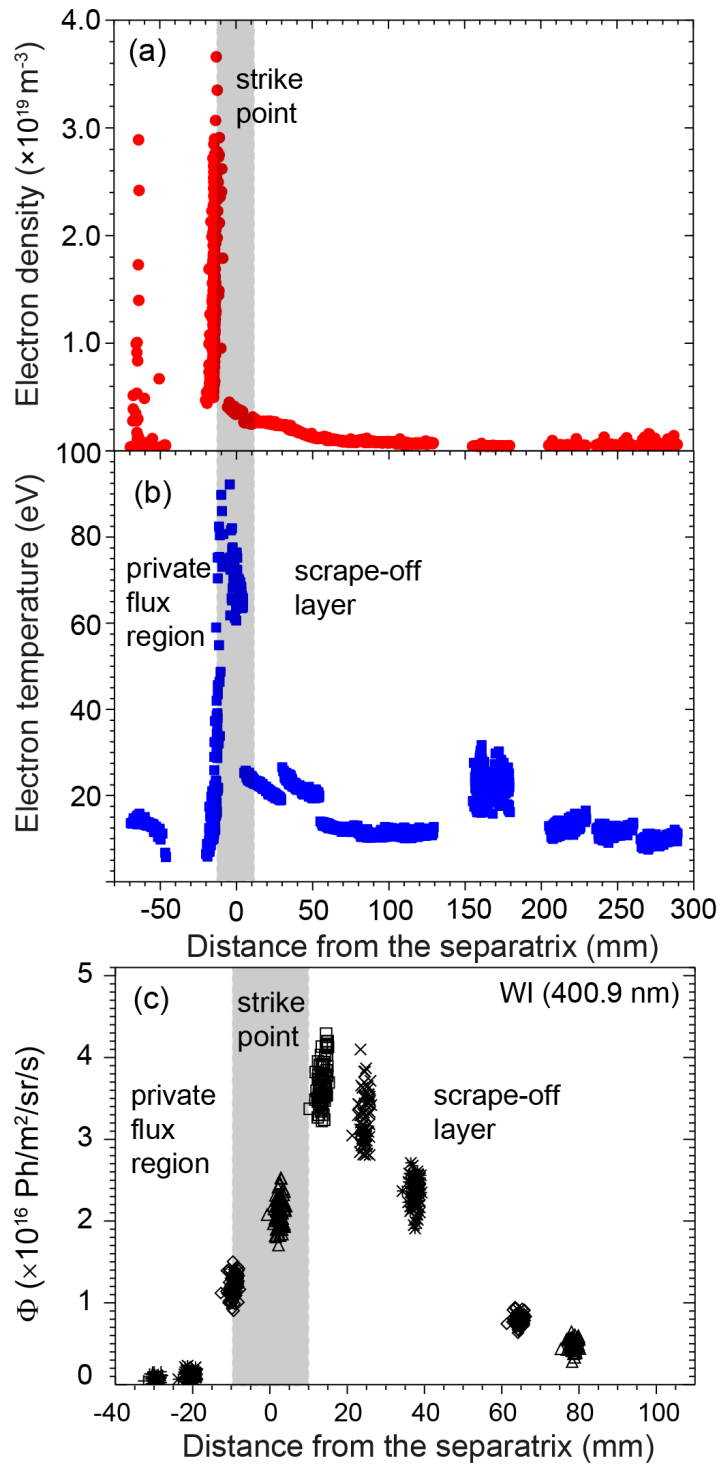 (a)
strike
point
Electron density (×10¹⁹ m⁻³)
4.0
3.0
2.0
1.0
100
(b)
private
flux
region
scrape-off
layer
Electron temperature (eV)
80
60
40
20
-50 0 50 100 150 200 250 300
Distance from the separatrix (mm)
(c)
strike
point
WI (400.9 nm)
private
flux
region
scrape-off
layer
Φ (×10¹⁶ Ph/m²/sr/s)
5
4
3
2
1
0
-40 -20 0 20 40 60 80 100
Distance from the separatrix (mm)